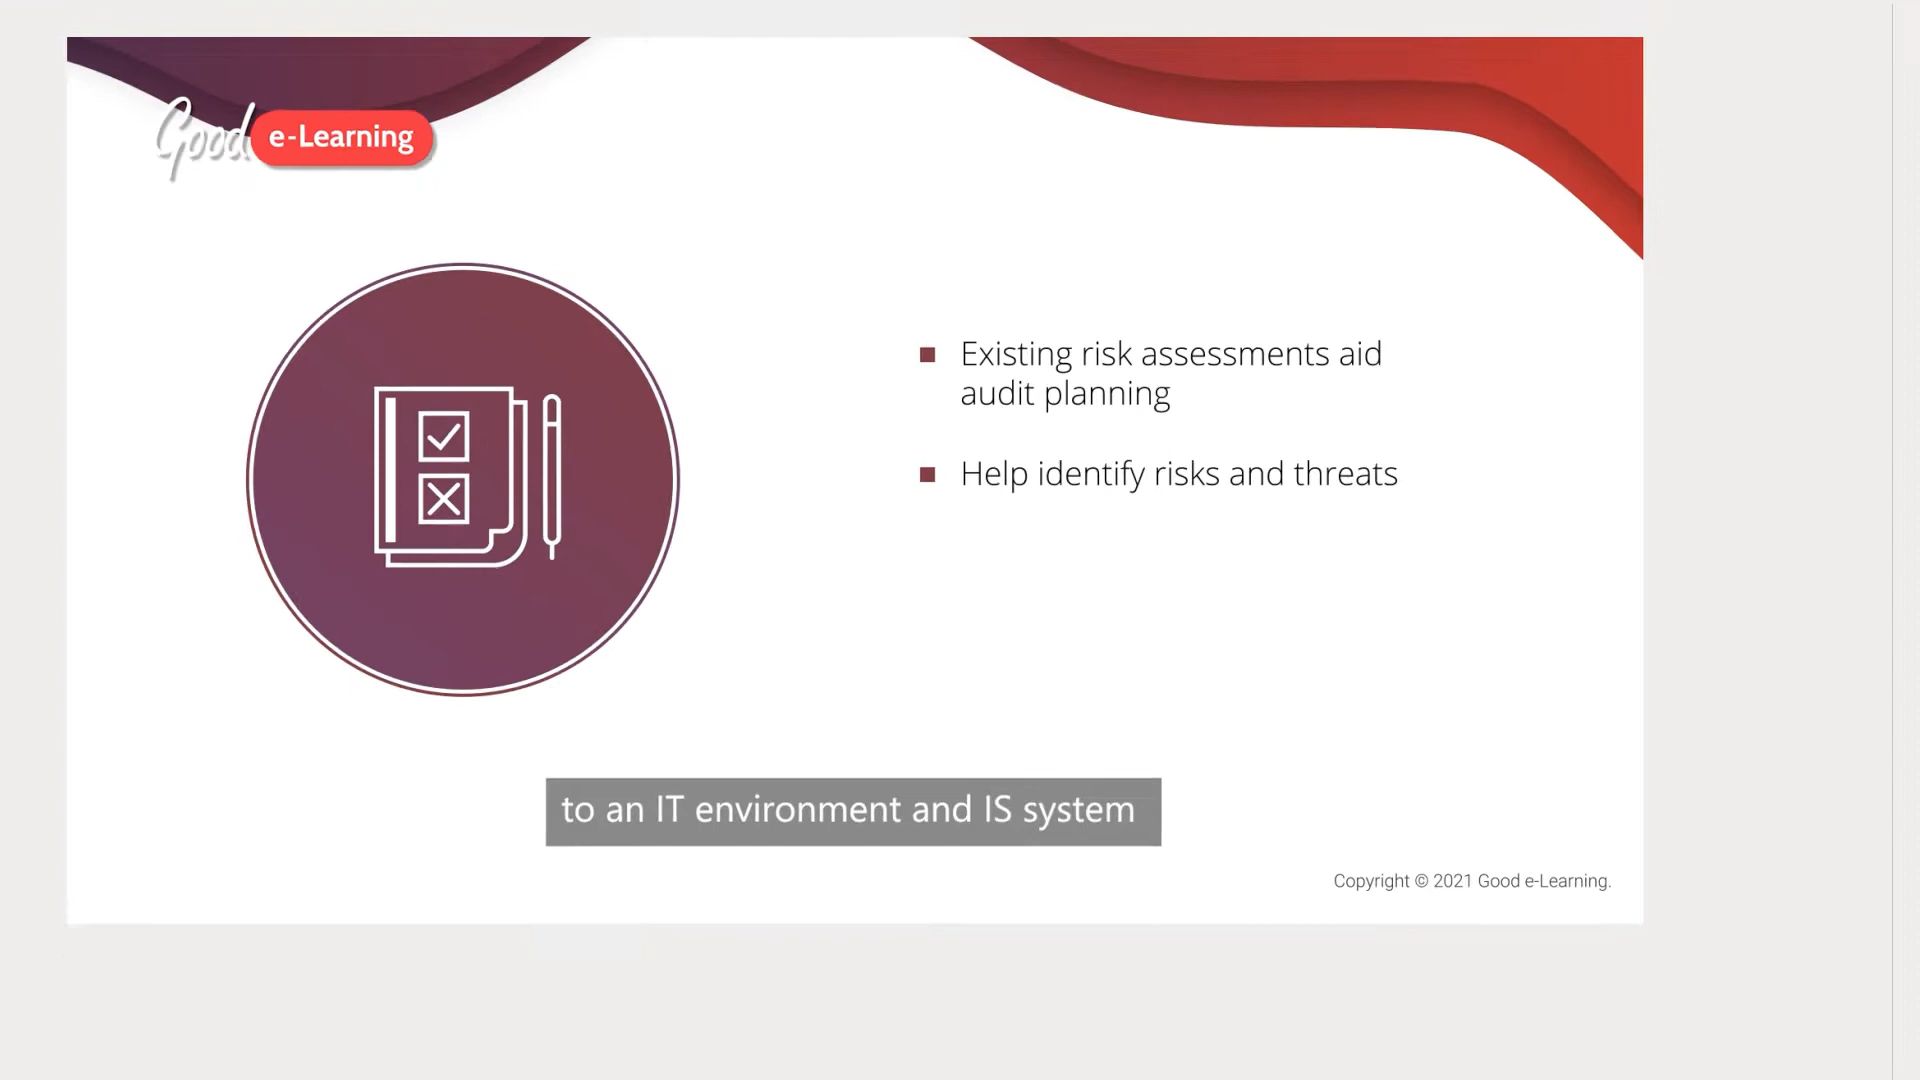 Good e-Learning
Existing risk assessments aid
audit planning
Help identify risks and threats
to an IT environment and IS system
Copyright © 2021 Good e-Learning.